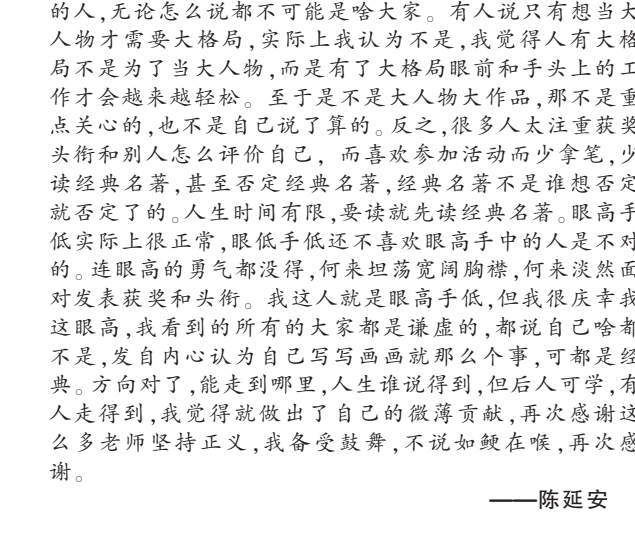 的人,无论怎么说都不可能是啥大家。有人说只有想当大
人物才需要大格局,实际上我认为不是,我觉得人有大格
局不是为了当大人物,而是有了大格局眼前和手头上的工
作才会越来越轻松。至于是不是大人物大作品,那不是重
点关心的,也不是自己说了算的。反之,很多人太注重获奖
头衔和别人怎么评价自己，而喜欢参加活动而少拿笔,少
读经典名著,甚至否定经典名著,经典名著不是谁想否定
就否定了的。人生时间有限,要读就先读经典名著。眼高手
低实际上很正常,眼低手低还不喜欢眼高手中的人是不对
的。连眼高的勇气都没得,何来坦荡宽阔胸襟,何来淡然面
对发表获奖和头衔。我这人就是眼高手低,但我很庆幸我
这眼高,我看到的所有的大家都是谦虚的,都说自己啥都
不是,发自内心认为自己写写画画就那么个事,可都是经
典。方向对了,能走到哪里,人生谁说得到,但后人可学,有
人走得到,我觉得就做出了自己的微薄贡献,再次感谢这
么多老师坚持正义,我备受鼓舞,不说如鲠在喉,再次感
谢。
——陈延安